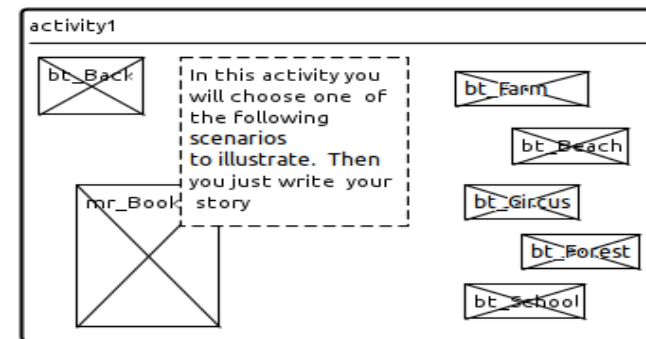 activity1
bt_Back
In this activity you
will choose one of
the following
scenarios
to illustrate. Then
you just write your
story
mr_Book
bt_Farm
bt_Beach
bt_Circus
bt_Forest
bt_School